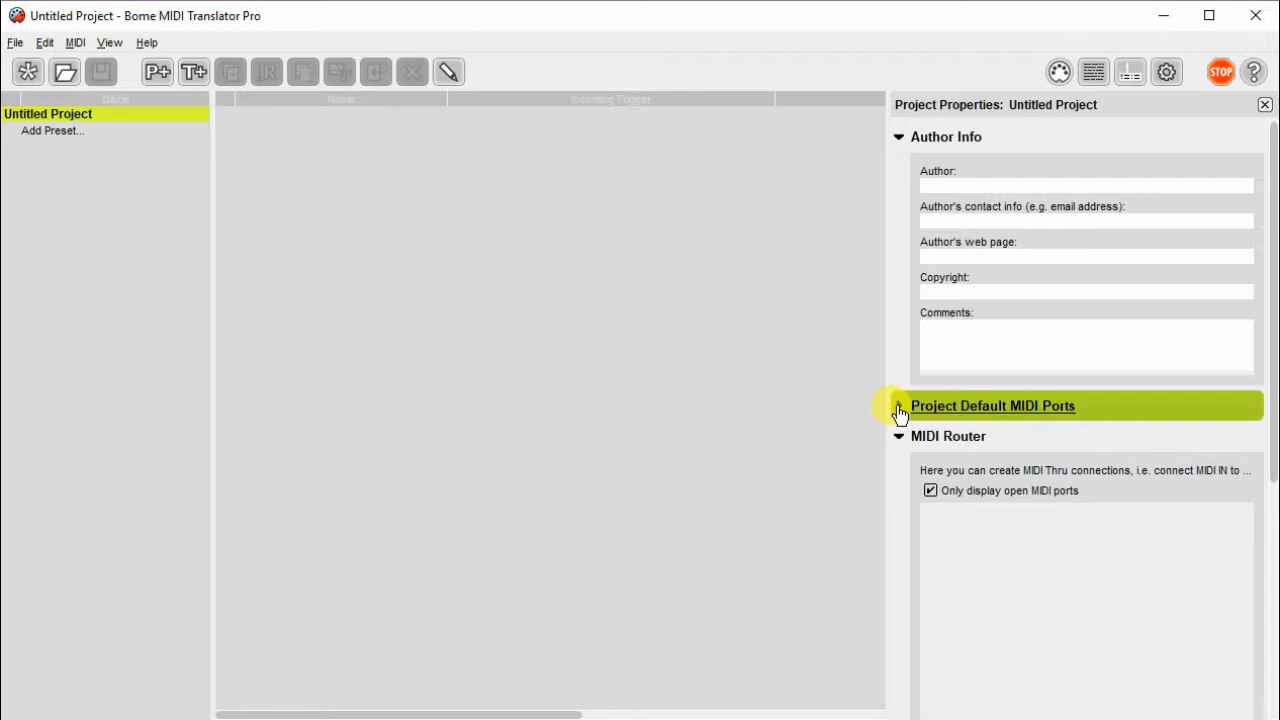 Untitled Project - Bome MIDI Translator Pro
File Edit MIDI View Help
P+ T+ STOP ?
Name Name Incoming Trigger
Untitled Project
Add Preset...
Project Properties: Untitled Project
Author Info
Author:
Author's contact info (e.g. email address):
Author's web page:
Copyright:
Comments:
Project Default MIDI Ports
MIDI Router
Here you can create MIDI Thru connections, i.e. connect MIDI IN to ...
Only display open MIDI ports